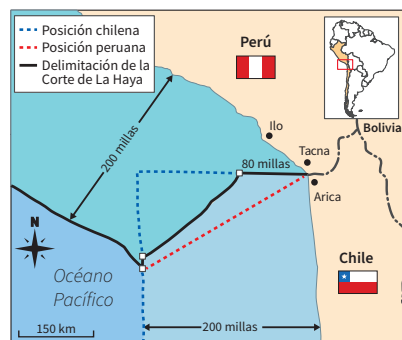 Posición chilena
Posición peruana
Delimitación de la
Corte de La Haya
Perú
Bolivia
200 millas
Ilo
Tacna
80 millas
Arica
N
Océano
Pacífico
Chile
150 km
200 millas